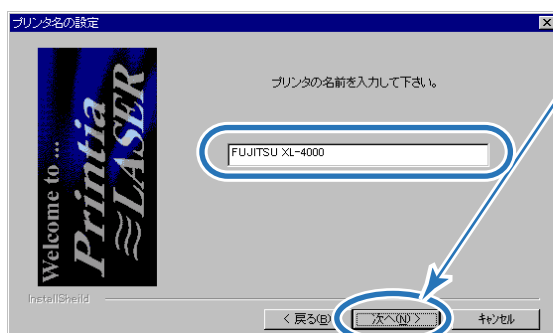 プリンタ名の設定
プリンタの名前を入力して下さい。
FUJITSU XL-4000
Welcome to ...
Printia
LASER
InstallSheild
< 戻る(B)
次へ(N) >
キャンセル